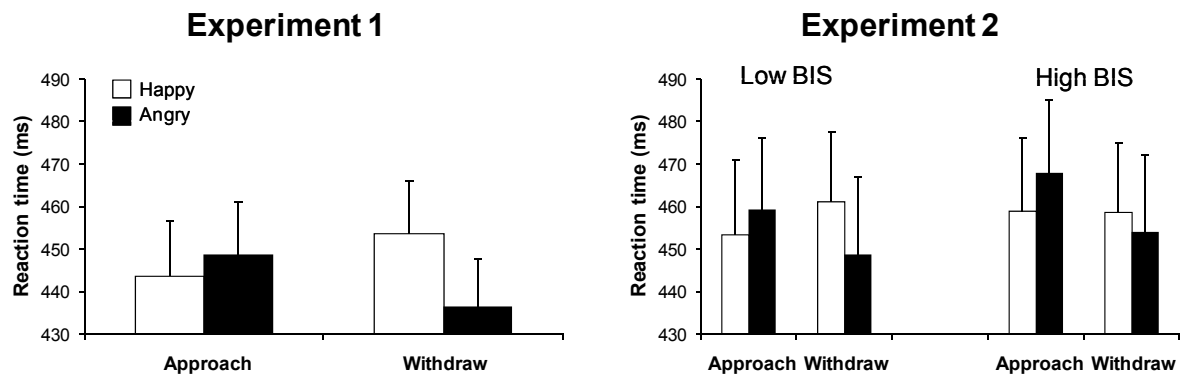 Experiment 1
Reaction time (ms)
490
480
470
460
450
440
430
Happy
Angry
Approach
Withdraw
Experiment 2
Reaction time (ms)
490
480
470
460
450
440
430
Low BIS
High BIS
Approach Withdraw
Approach Withdraw